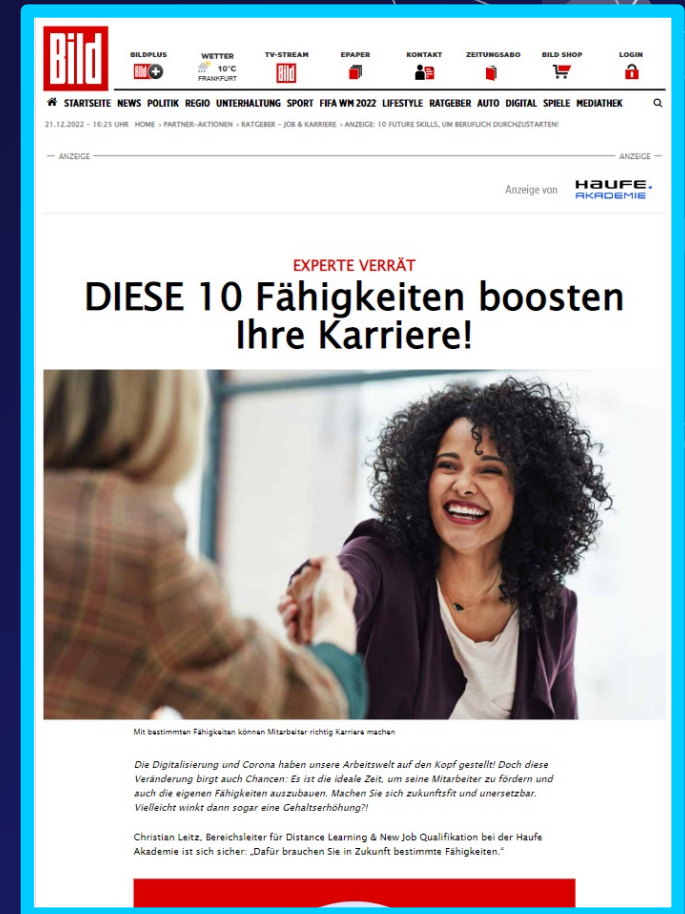 Bild
BILDPLUS
WETTER
TV-STREAM
EPAPER
KONTAKT
ZEITUNGSABO
BILD SHOP
LOGIN
Bild
10°C
FRANKFURT
Bild
STARTSEITE NEWS POLITIK REGIO UNTERHALTUNG SPORT FIFA WM 2022 LIFESTYLE RATGEBER AUTO DIGITAL SPIELE MEDIATHEK
21.12.2022 – 16:25 UHR HOME › PARTNER-AKTIONEN › RATGEBER – JOB & KARRIERE › ANZEIGE: 10 FUTURE SKILLS, UM BERUFLICH DURCHZUSTARTEN!
ANZEIGE
ANZEIGE
Anzeige von
HAUFE.
AKADEMIE
EXPERTE VERRÄT
DIESE 10 Fähigkeiten boosten
Ihre Karriere!
Mit bestimmten Fähigkeiten können Mitarbeiter richtig Karriere machen
Die Digitalisierung und Corona haben unsere Arbeitswelt auf den Kopf gestellt! Doch diese
Veränderung birgt auch Chancen: Es ist die ideale Zeit, um seine Mitarbeiter zu fördern und
auch die eigenen Fähigkeiten auszubauen. Machen Sie sich zukunftsfit und unersetzbar.
Vielleicht winkt dann sogar eine Gehaltserhöhung?!
Christian Leitz, Bereichsleiter für Distance Learning & New Job Qualifikation bei der Haufe
Akademie ist sich sicher: „Dafür brauchen Sie in Zukunft bestimmte Fähigkeiten.“